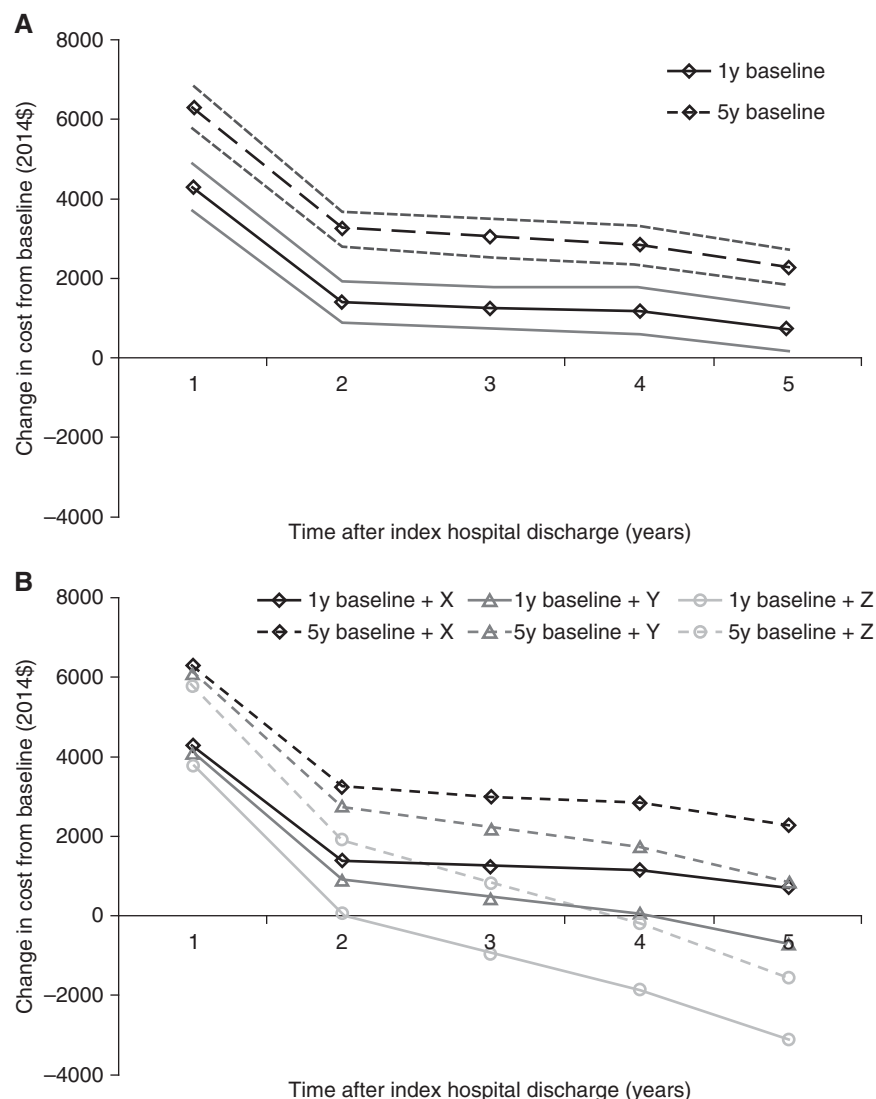 A
8000
6000
4000
2000
0
−2000
−4000
Change in cost from baseline (2014$)
1y baseline
5y baseline
1 2 3 4 5
Time after index hospital discharge (years)
B
8000
6000
4000
2000
0
−2000
−4000
Change in cost from baseline (2014$)
1y baseline + X 1y baseline + Y 1y baseline + Z
5y baseline + X 5y baseline + Y 5y baseline + Z
1 2 3 4 5
Time after index hospital discharge (years)